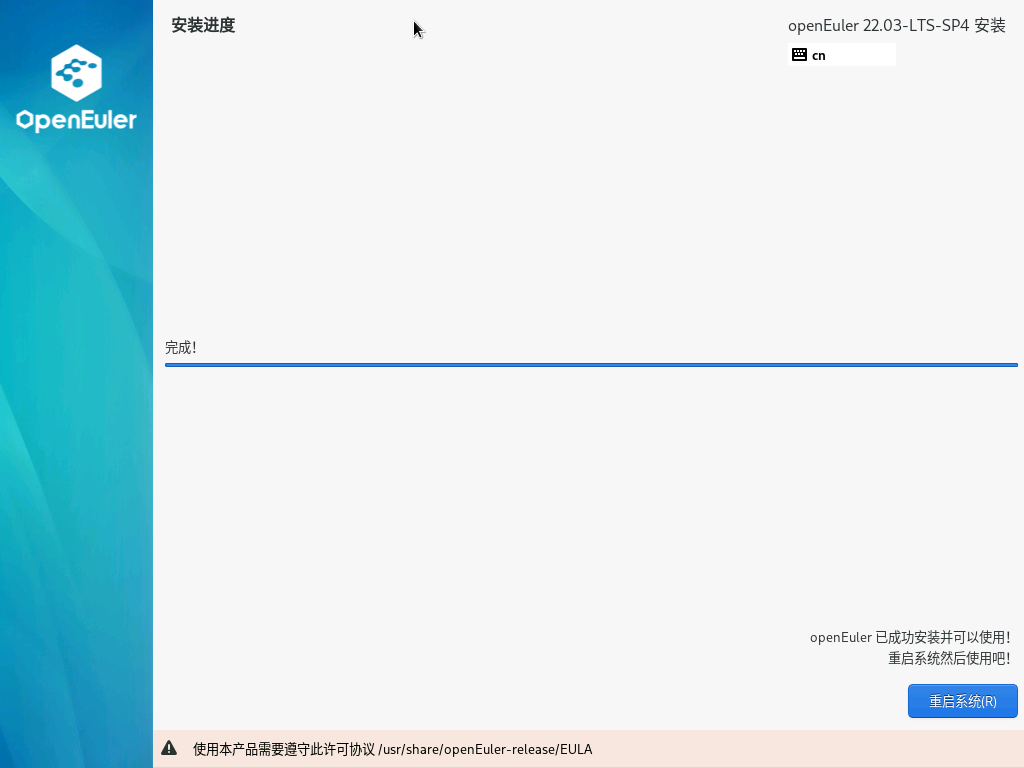 OpenEuler
安装进度
openEuler 22.03-LTS-SP4 安装
cn
完成!
openEuler 已成功安装并可以使用!
重启系统然后使用吧!
重启系统(R)
使用本产品需要遵守此许可协议 /usr/share/openEuler-release/EULA